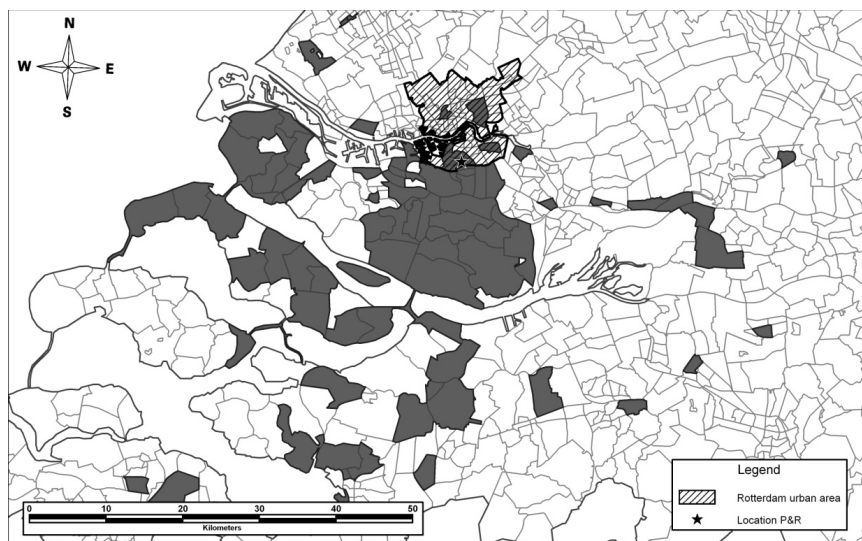 N
W E
S
Legend
Rotterdam urban area
Location P&R
0 10 20 30 40 50
Kilometers